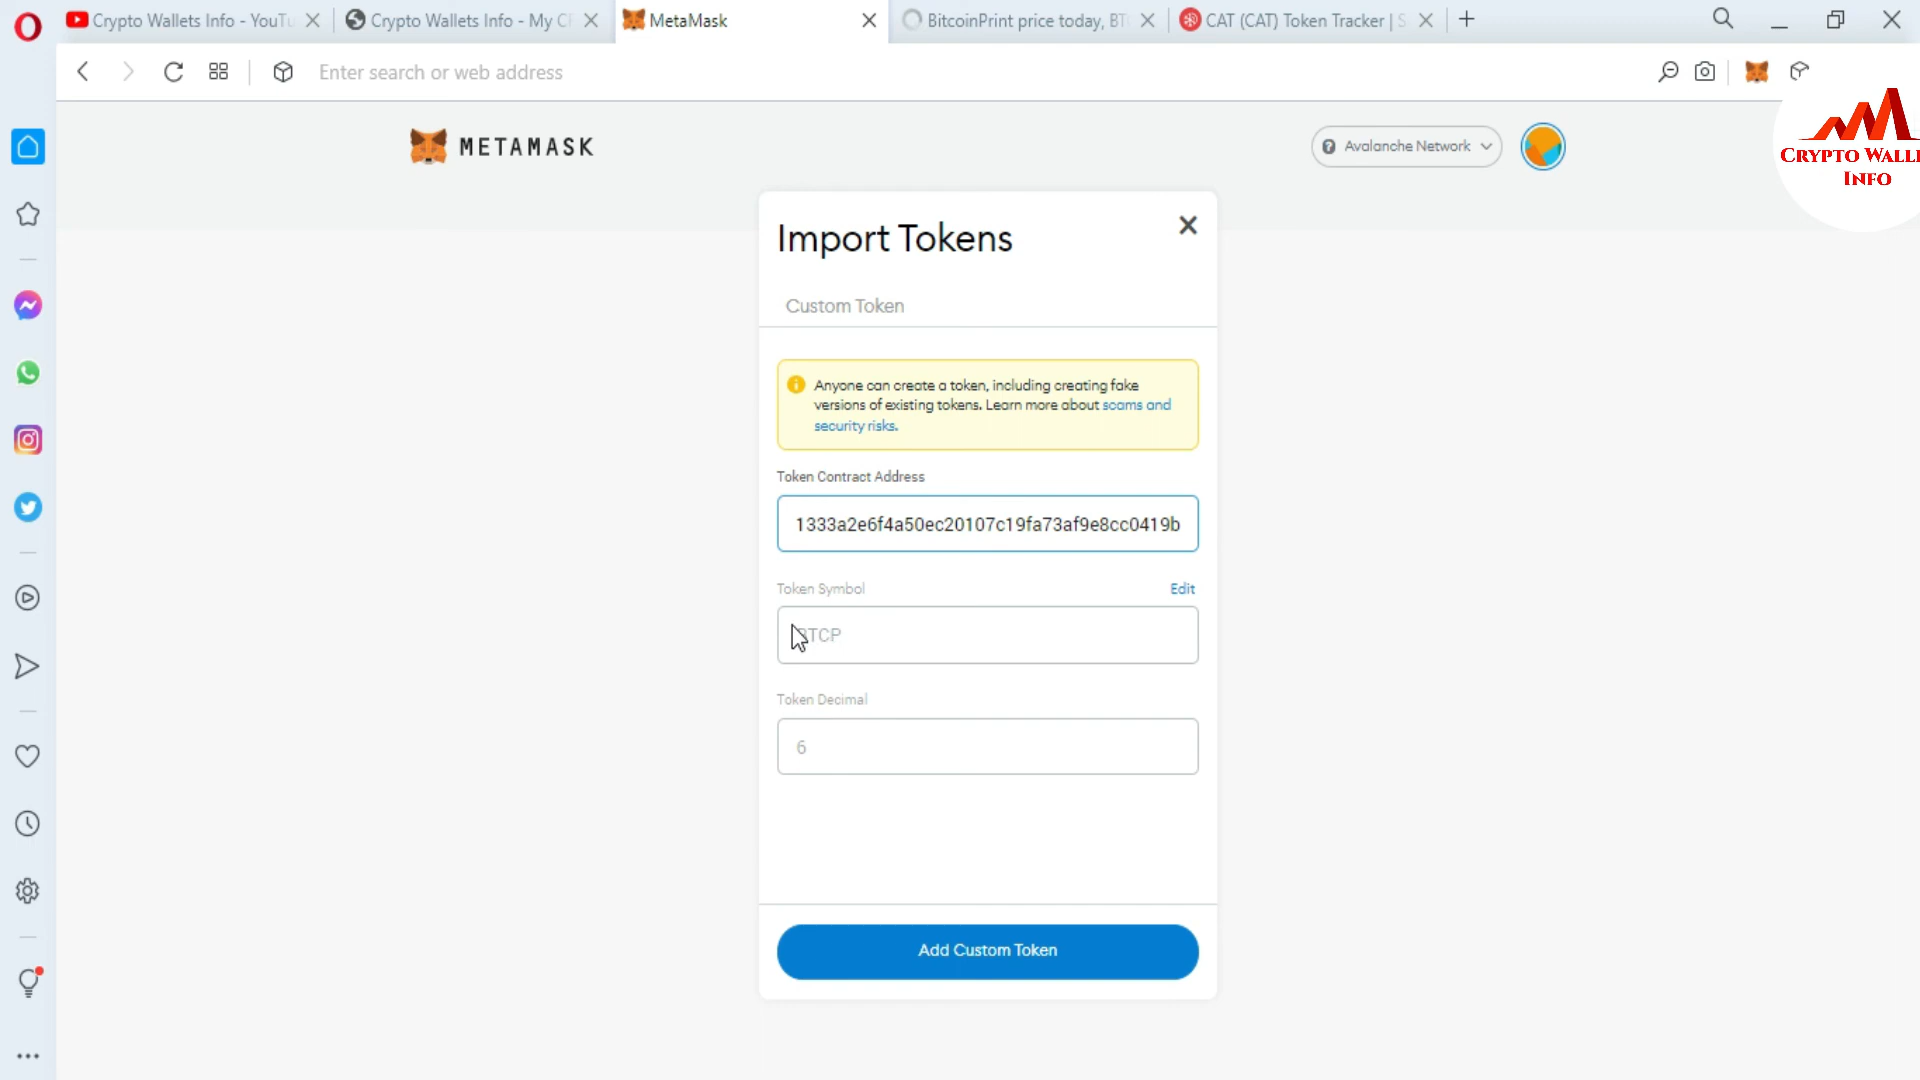 Crypto Wallets Info - YouTu
Crypto Wallets Info - My C
MetaMask
BitcoinPrint price today, BT
CAT (CAT) Token Tracker | S
Enter search or web address
METAMASK
Avalanche Network
CRYPTO WALLE
INFO
Import Tokens
Custom Token
Anyone can create a token, including creating fake
versions of existing tokens. Learn more about scams and
security risks.
Token Contract Address
1333a2e6f4a50ec20107c19fa73af9e8cc0419b
Token Symbol
Edit
BTCP
Token Decimal
6
Add Custom Token